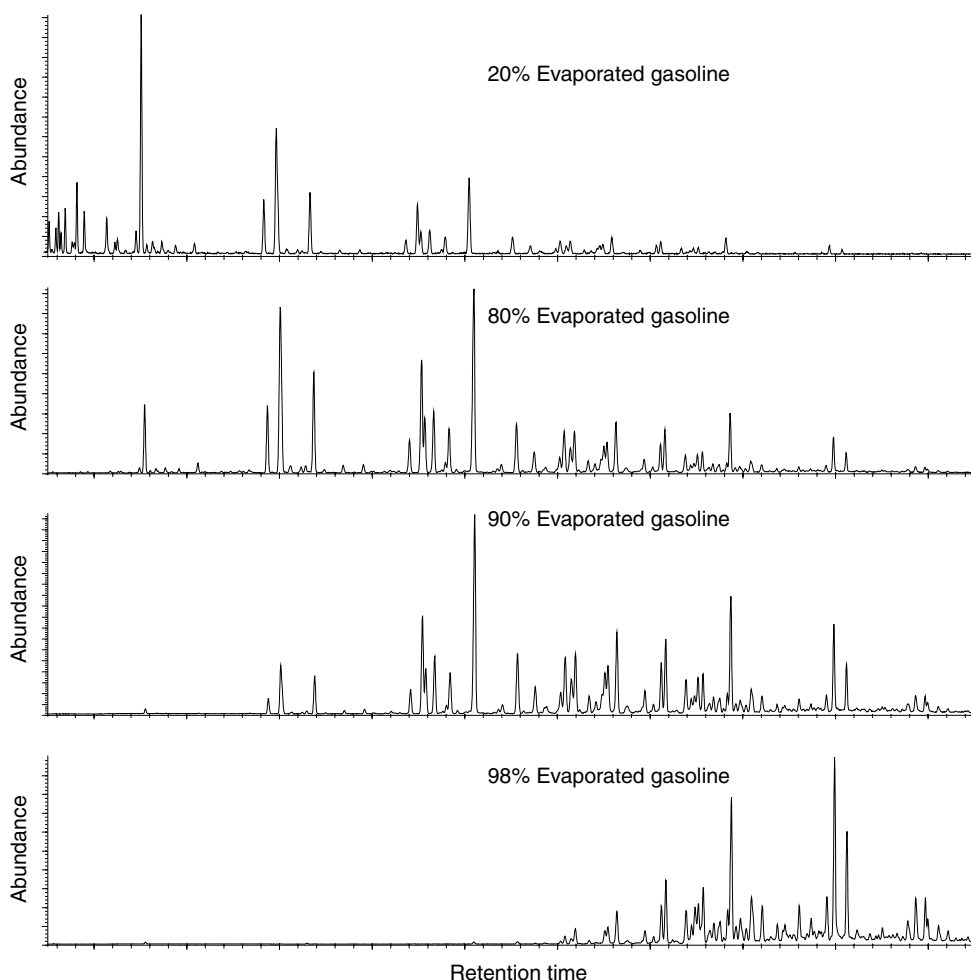 Abundance
20% Evaporated gasoline
Abundance
80% Evaporated gasoline
Abundance
90% Evaporated gasoline
Abundance
98% Evaporated gasoline
Retention time